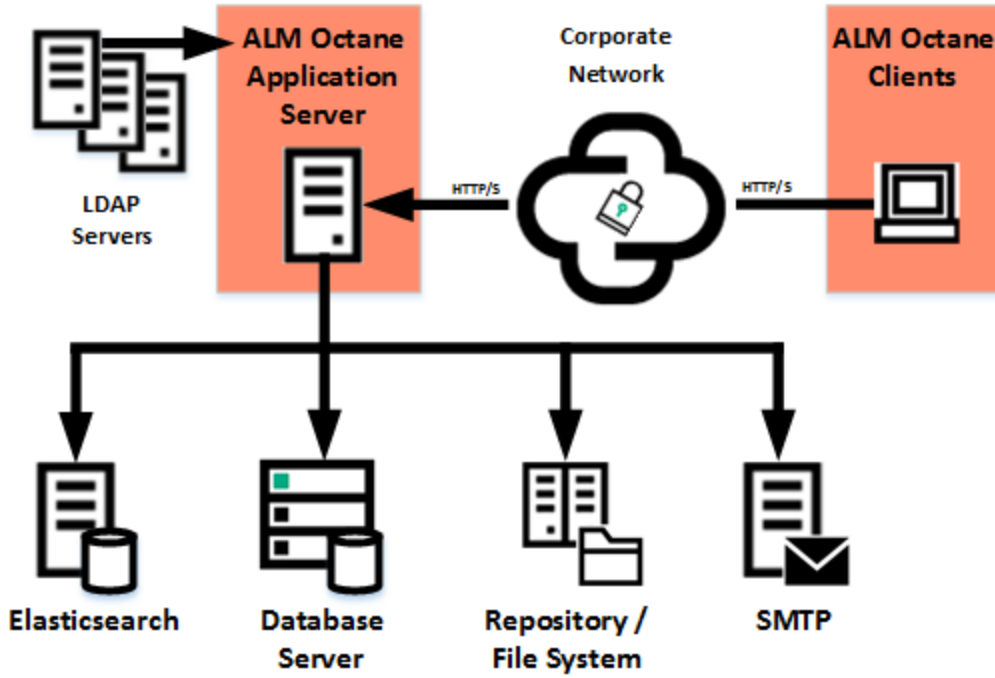 ALM Octane
Application
Server
Corporate
Network
ALM Octane
Clients
LDAP
Servers
HTTP/S
HTTP/S
Elasticsearch
Database
Server
Repository /
File System
SMTP